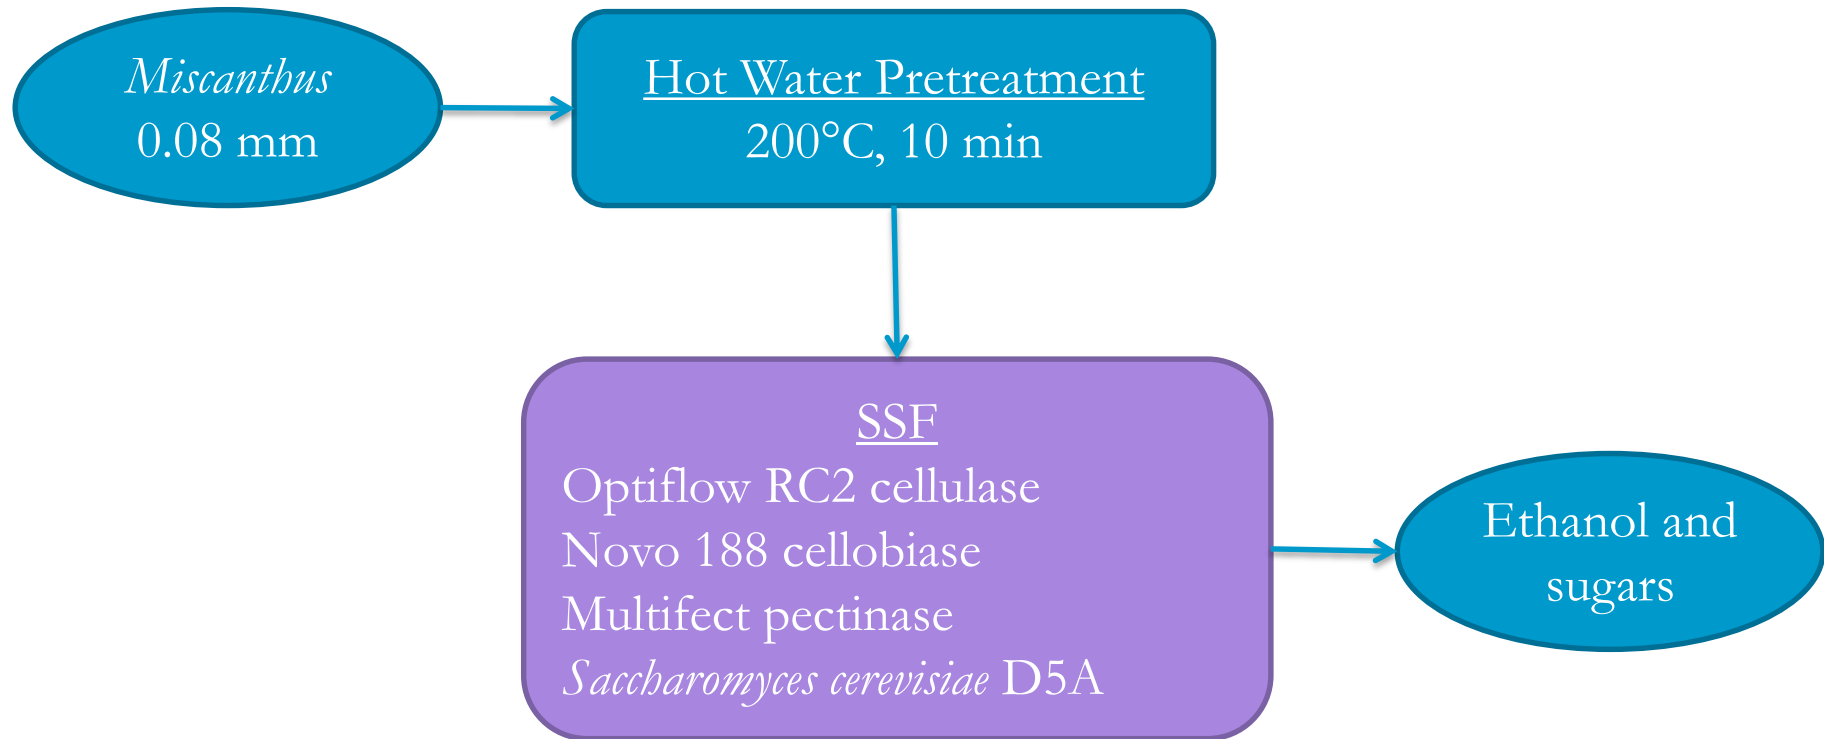 Miscanthus
0.08 mm
Hot Water Pretreatment
200°C, 10 min
SSF
Optiflow RC2 cellulase
Novo 188 cellobiase
Multifect pectinase
Saccharomyces cerevisiae D5A
Ethanol and
sugars